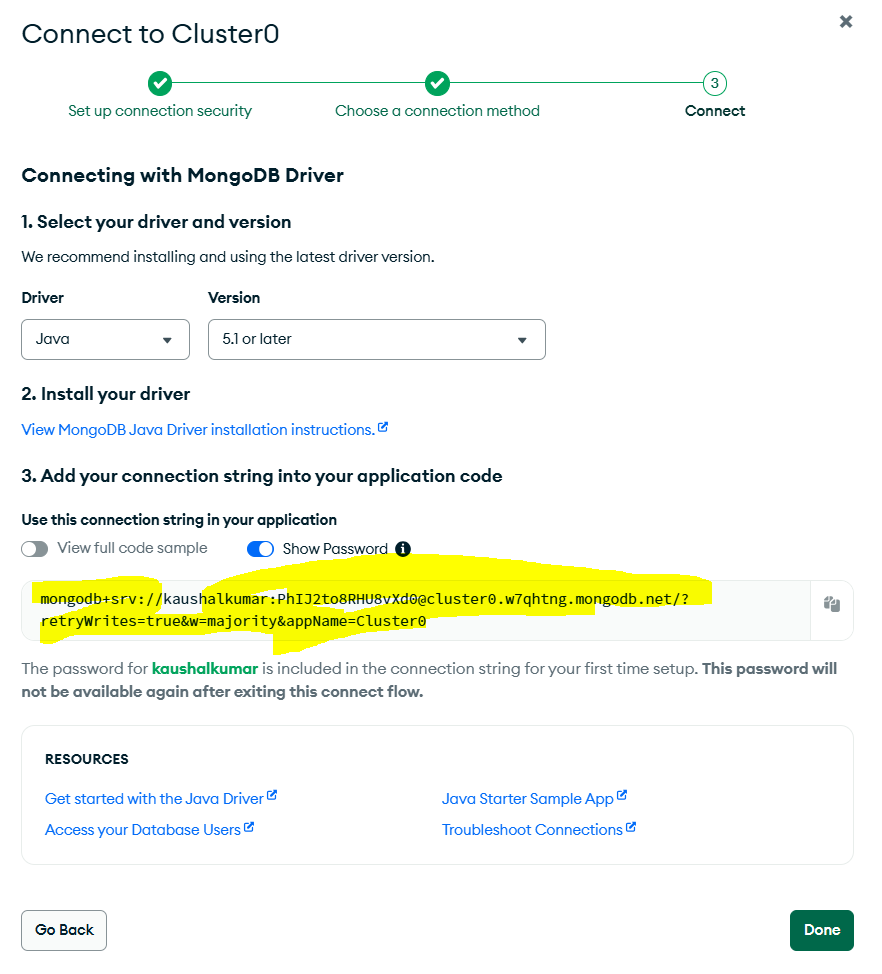 Connect to Cluster0
3
Set up connection security
Choose a connection method
Connect
Connecting with MongoDB Driver
1. Select your driver and version
We recommend installing and using the latest driver version.
Driver
Version
Java
5.1 or later
2. Install your driver
View MongoDB Java Driver installation instructions.
3. Add your connection string into your application code
Use this connection string in your application
View full code sample
Show Password
mongodb+srv://kaushalkumar:PhIJ2to8RHU8vXd0@cluster0.w7qhtng.mongodb.net/?
retryWrites=true&w=majority&appName=Cluster0
The password for kaushalkumar is included in the connection string for your first time setup. This password will
not be available again after exiting this connect flow.
RESOURCES
Get started with the Java Driver
Java Starter Sample App
Access your Database Users
Troubleshoot Connections
Go Back
Done